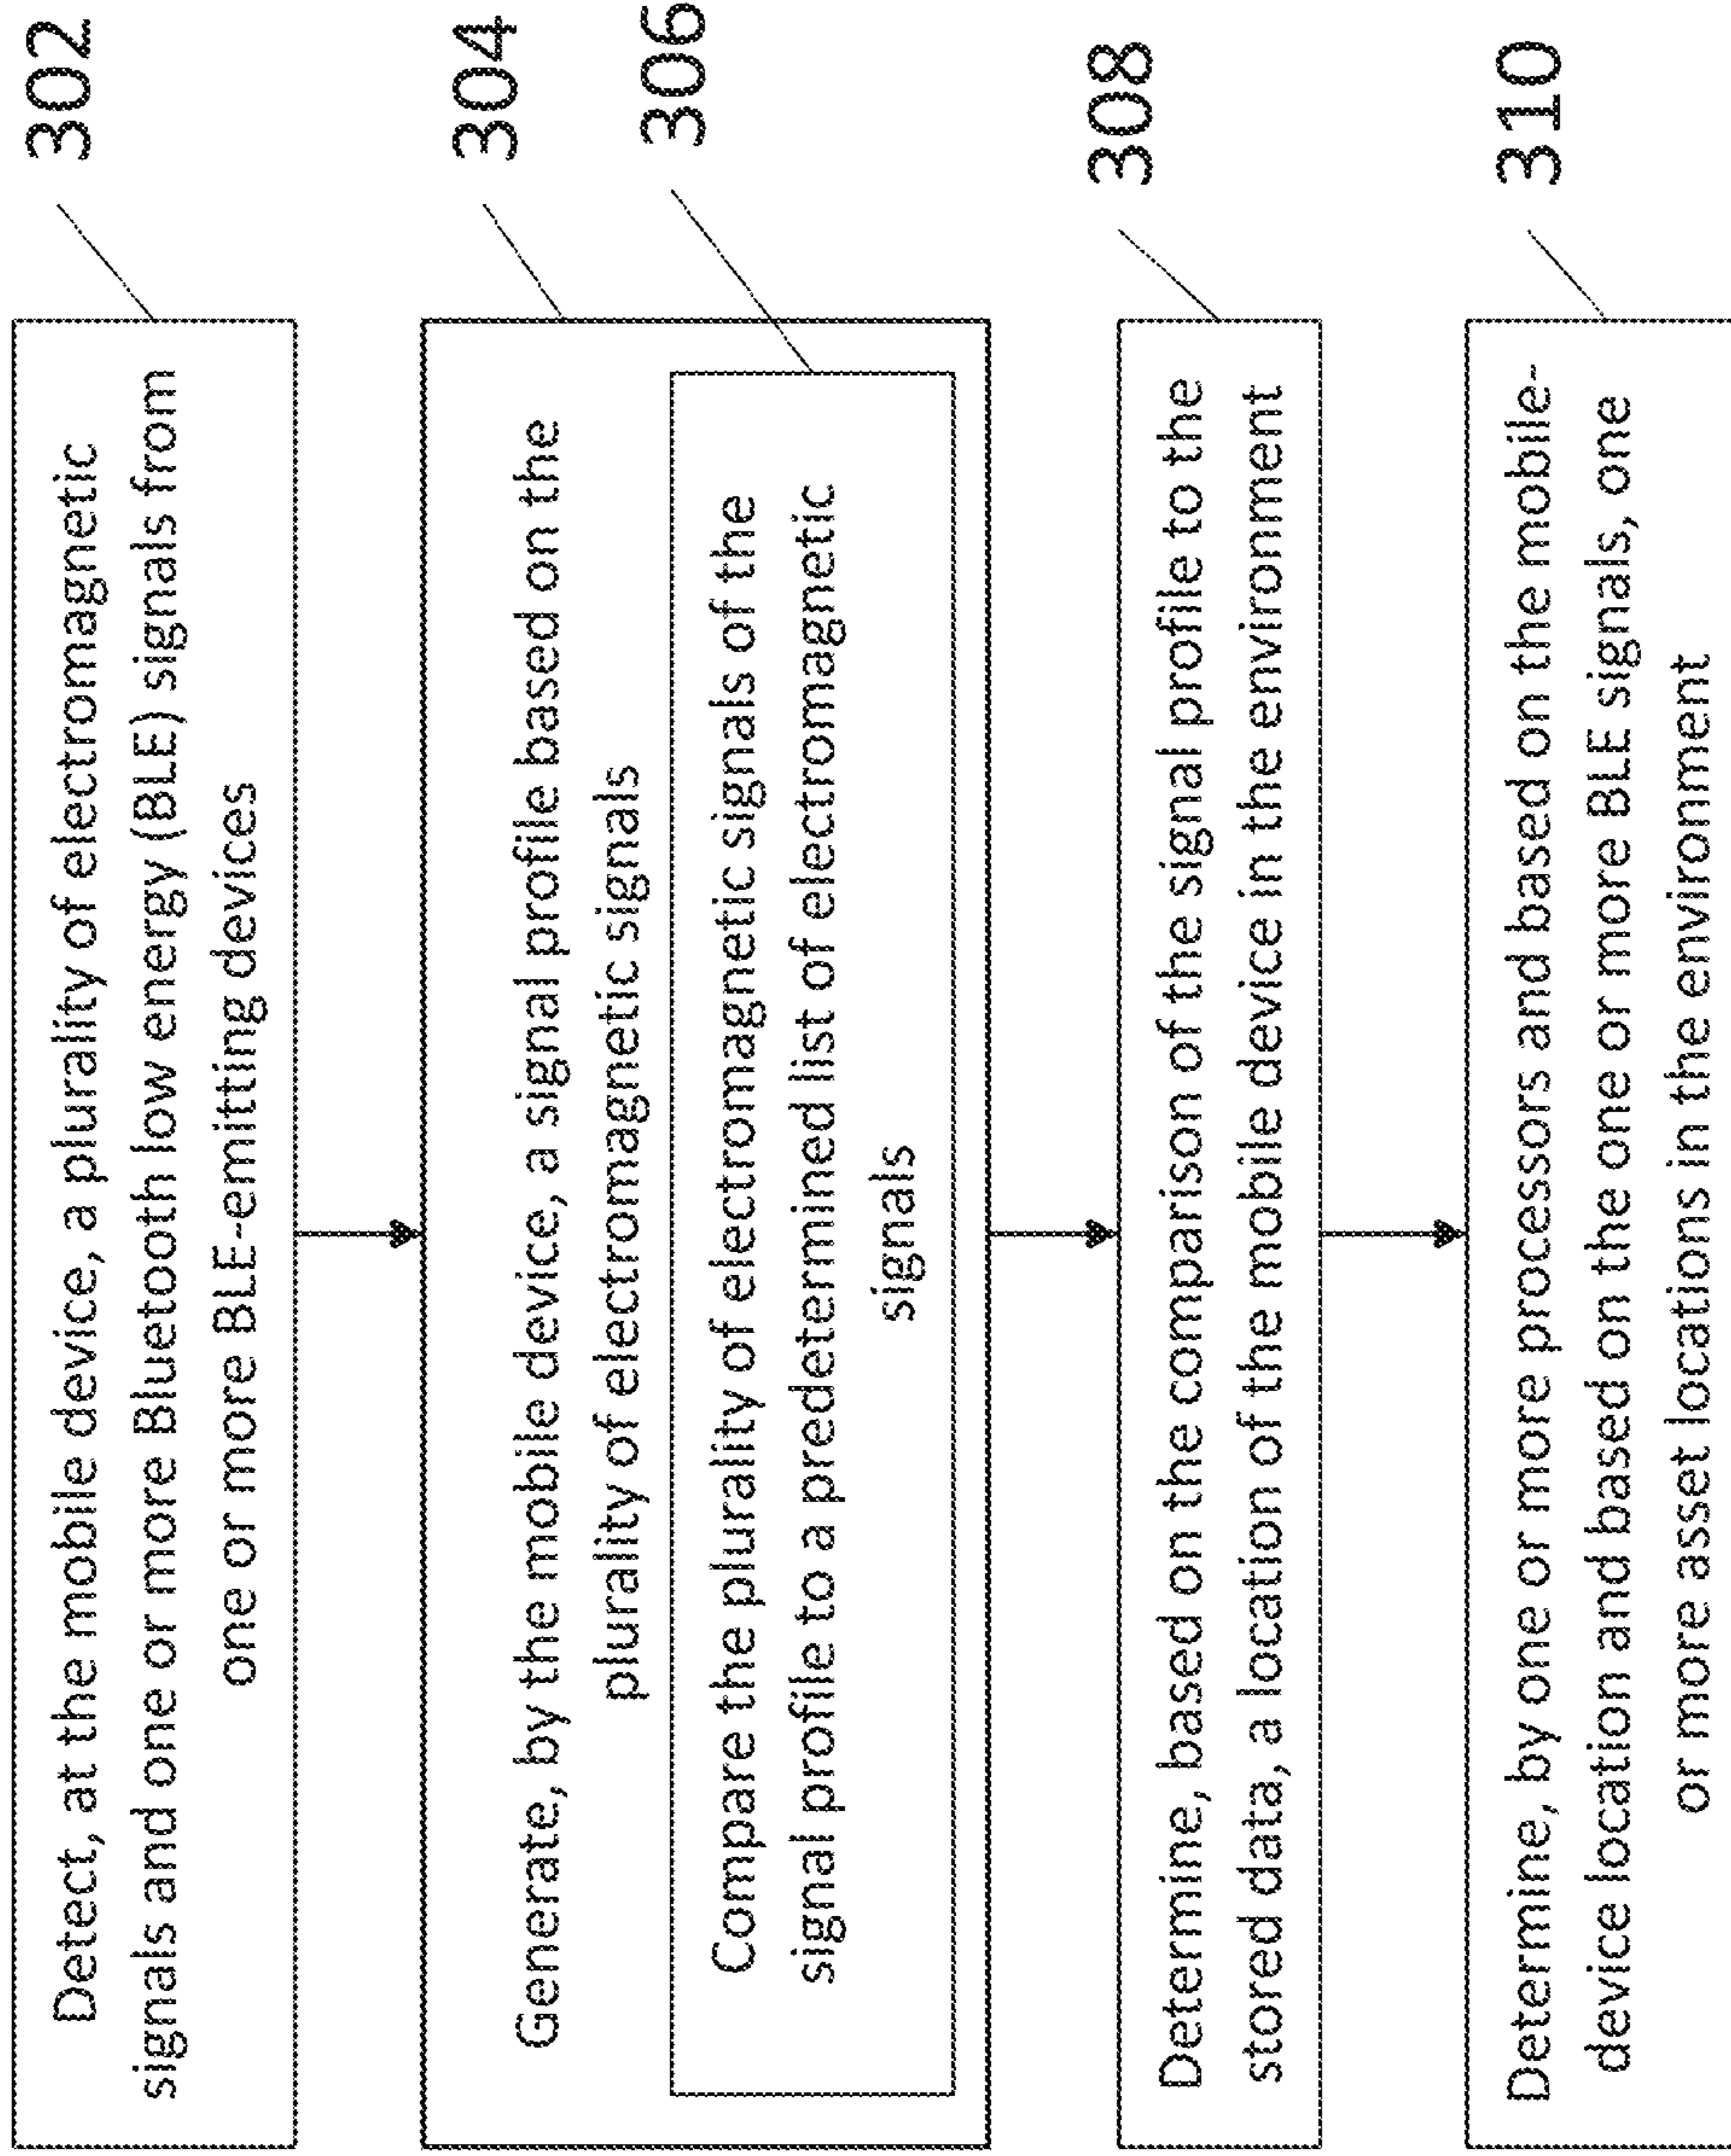 Detect, at the mobile device, a plurality of electromagnetic
signals and one or more Bluetooth low energy (BLE) signals from
one or more BLE-emitting devices
302
Generate, by the mobile device, a signal profile based on the
plurality of electromagnetic signals
304
Compare the plurality of electromagnetic signals of the
signal profile to a predetermined list of electromagnetic
signals
306
Determine, based on the comparison of the signal profile to the
stored data, a location of the mobile device in the environment
308
Determine, by one or more processors and based on the mobile-
device location and based on the one or more BLE signals, one
or more asset locations in the environment
310